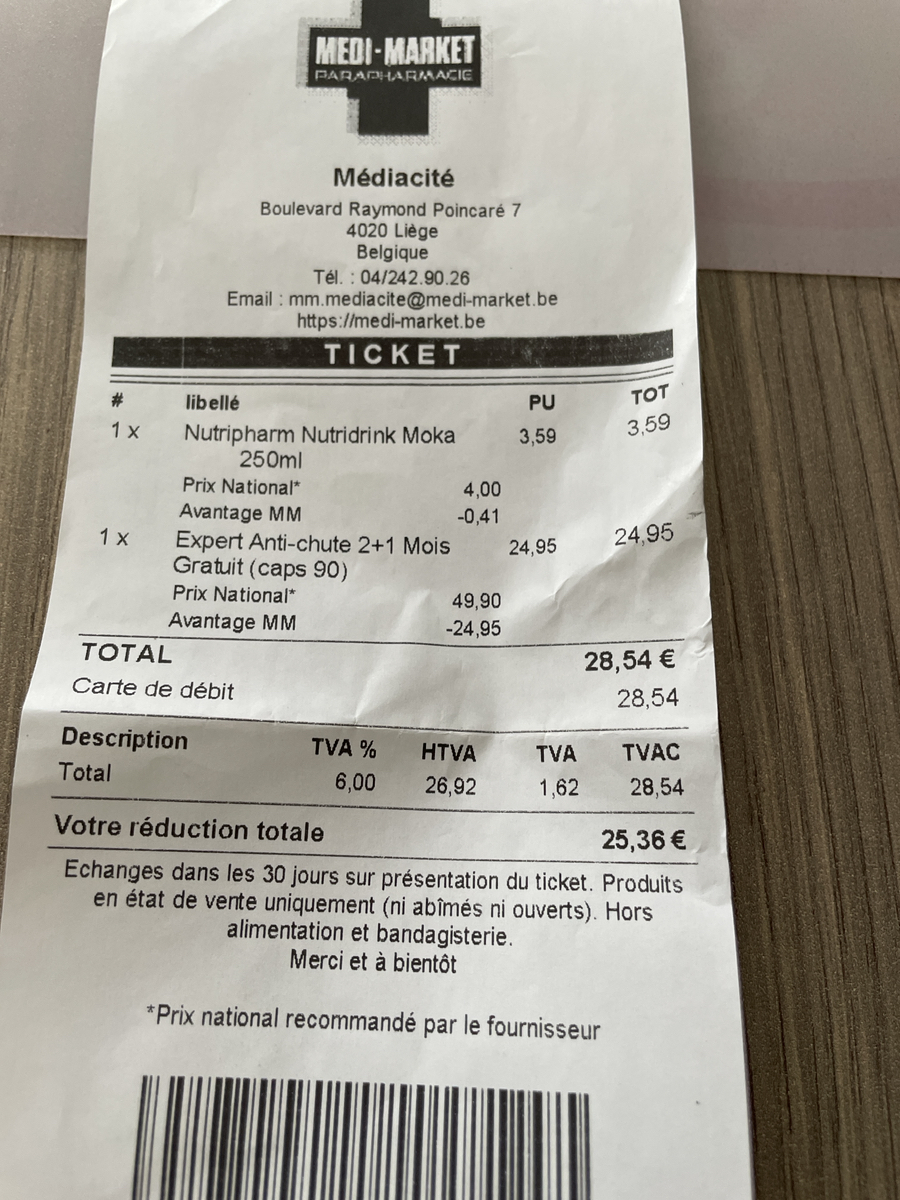 MEDI-MARKET
PARAPHARMACIE
Médiacité
Boulevard Raymond Poincaré 7
4020 Liège
Belgique
Tél. : 04/242.90.26
Email : mm.mediacite@medi-market.be
https://medi-market.be
TICKET
# libellé PU TOT
1 x Nutripharm Nutridrink Moka 3,59 3,59
250ml
Prix National* 4,00
Avantage MM -0,41
1 x Expert Anti-chute 2+1 Mois 24,95 24,95
Gratuit (caps 90)
Prix National* 49,90
Avantage MM -24,95
TOTAL 28,54 €
Carte de débit 28,54
Description TVA % HTVA TVA TVAC
Total 6,00 26,92 1,62 28,54
Votre réduction totale 25,36 €
Echanges dans les 30 jours sur présentation du ticket. Produits
en état de vente uniquement (ni abîmés ni ouverts). Hors
alimentation et bandagisterie.
Merci et à bientôt
*Prix national recommandé par le fournisseur